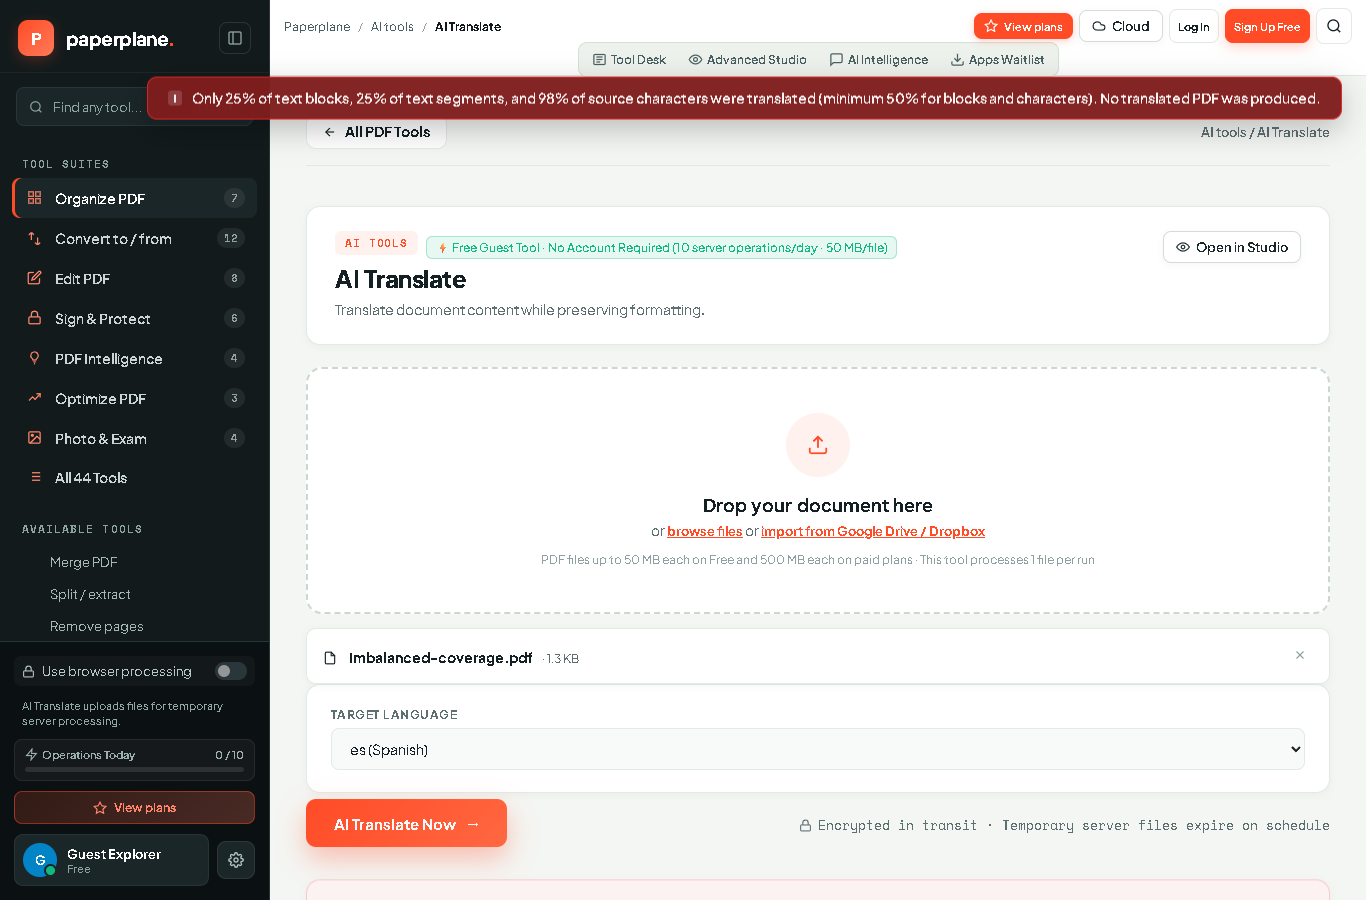 P paperplane.
Paperplane / AI tools / AI Translate
View plans
Cloud
Log In
Sign Up Free
Tool Desk
Advanced Studio
AI Intelligence
Apps Waitlist
Find any tool...
! Only 25% of text blocks, 25% of text segments, and 98% of source characters were translated (minimum 50% for blocks and characters). No translated PDF was produced.
← All PDF Tools
AI tools / AI Translate
TOOL SUITES
Organize PDF 7
Convert to / from 12
Edit PDF 8
Sign & Protect 6
PDF Intelligence 4
Optimize PDF 3
Photo & Exam 4
All 44 Tools
AVAILABLE TOOLS
Merge PDF
Split / extract
Remove pages
Use browser processing
AI Translate uploads files for temporary
server processing.
Operations Today 0 / 10
View plans
G Guest Explorer
Free
AI TOOLS
Free Guest Tool · No Account Required (10 server operations/day · 50 MB/file)
Open in Studio
AI Translate
Translate document content while preserving formatting.
Drop your document here
or browse files or import from Google Drive / Dropbox
PDF files up to 50 MB each on Free and 500 MB each on paid plans · This tool processes 1 file per run
imbalanced-coverage.pdf · 1.3 KB ×
TARGET LANGUAGE
es (Spanish)
AI Translate Now →
Encrypted in transit · Temporary server files expire on schedule